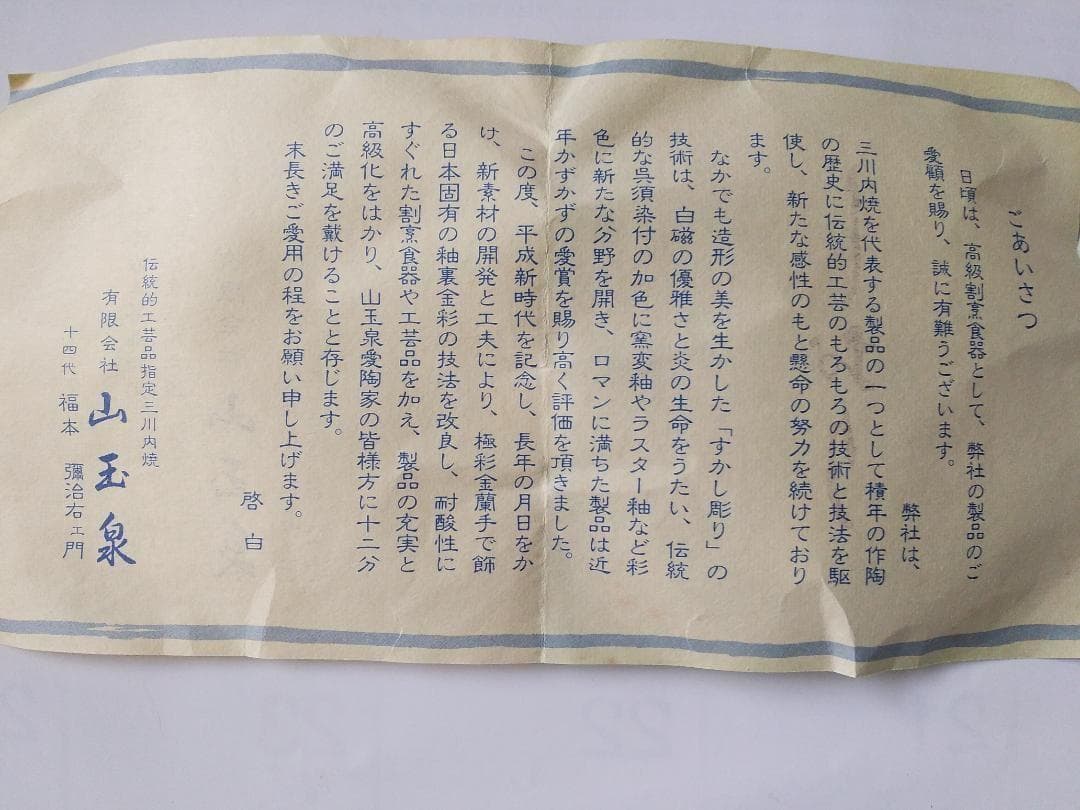 ごあいさつ
日頃は、高級割烹食器として、弊社の製品のご
愛顧を賜り、誠に有難うございます。
弊社は、
三川内焼を代表する製品の一つとして積年の作陶
の歴史に伝統的工芸のもろもろの技術と技法を駆
使し、新たな感性のもと懸命の努力を続けており
ます。
なかでも造形の美を生かした「すかし彫り」の
技術は、白磁の優雅さと炎の生命をうたい、伝統
的な呉須染付の加色に窯変釉やラスター釉など彩
色に新たな分野を開き、ロマンに満ちた製品は近
年かずかずの愛賞を賜り高く評価を頂きました。
この度、平成新時代を記念し、長年の月日をか
け、新素材の開発と工夫により、極彩金蘭手で飾
る日本固有の釉裏金彩の技法を改良し、耐酸性に
すぐれた割烹食器や工芸品を加え、製品の充実と
高級化をはかり、山玉泉愛陶家の皆様方に十二分
のご満足を戴けることと存じます。
末長きご愛用の程をお願い申し上げます。
啓白
伝統的工芸品指定三川内焼
有限会社 山玉泉
十四代 福本 彌治右エ門